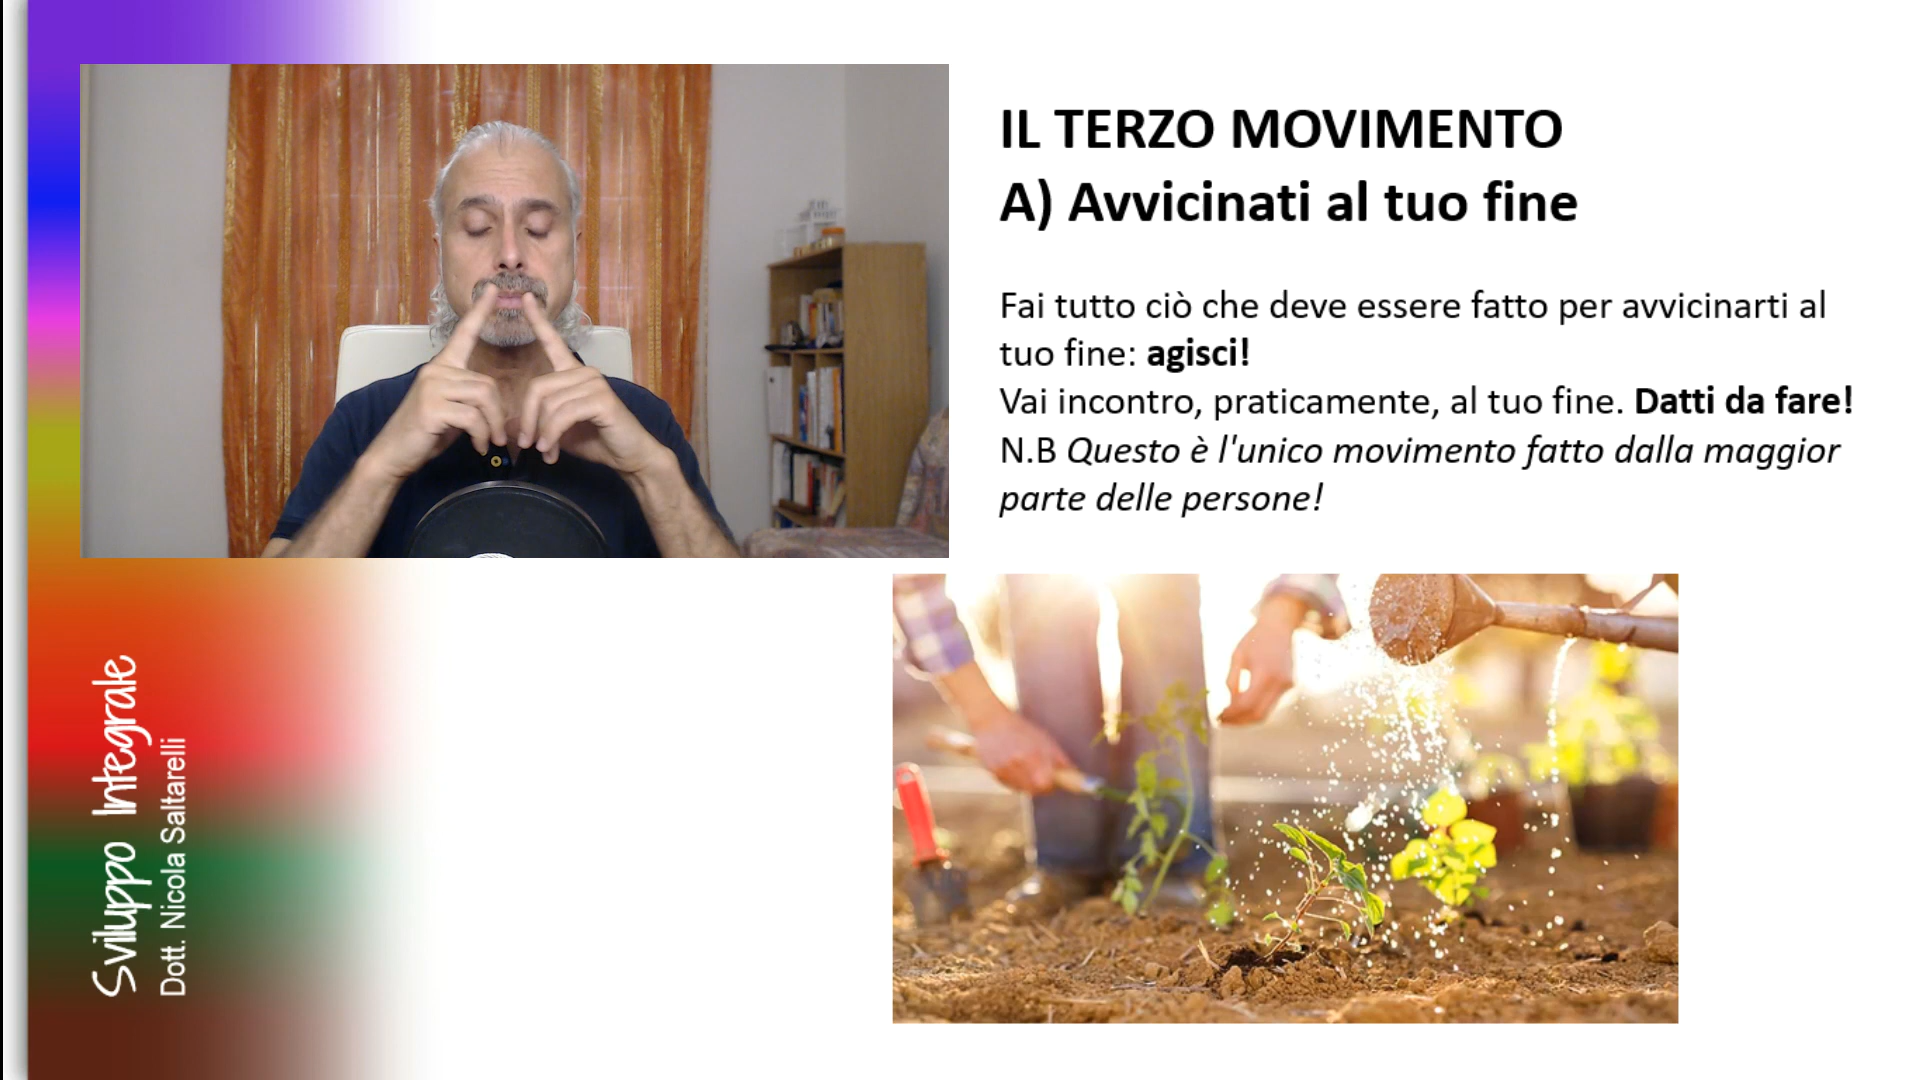 IL TERZO MOVIMENTO
A) Avvicinati al tuo fine
Fai tutto ciò che deve essere fatto per avvicinarti al
tuo fine: agisci!
Vai incontro, praticamente, al tuo fine. Datti da fare!
N.B Questo è l'unico movimento fatto dalla maggior
parte delle persone!
Sviluppo Integrale
Dott. Nicola Saltarelli